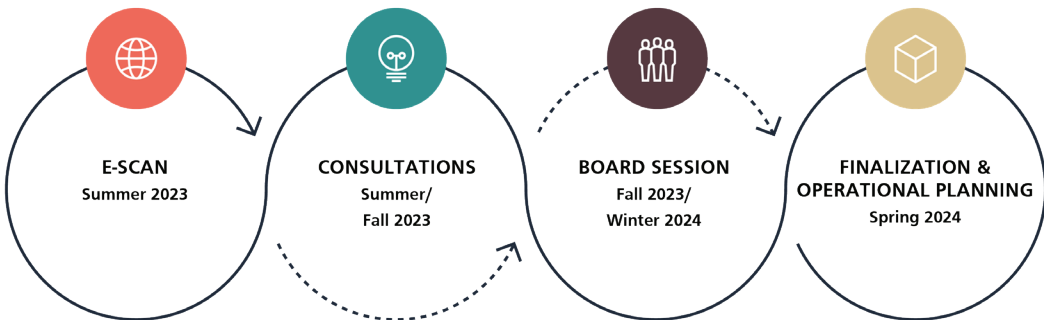 E-SCAN
Summer 2023
CONSULTATIONS
Summer/
Fall 2023
BOARD SESSION
Fall 2023/
Winter 2024
FINALIZATION &
OPERATIONAL PLANNING
Spring 2024